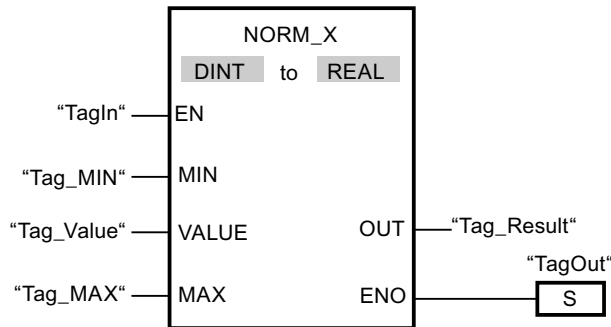 NORM_X
DINT to REAL
“TagIn“ EN
“Tag_MIN“ MIN
“Tag_Value“ VALUE OUT “Tag_Result“
“TagOut“
“Tag_MAX“ MAX ENO S